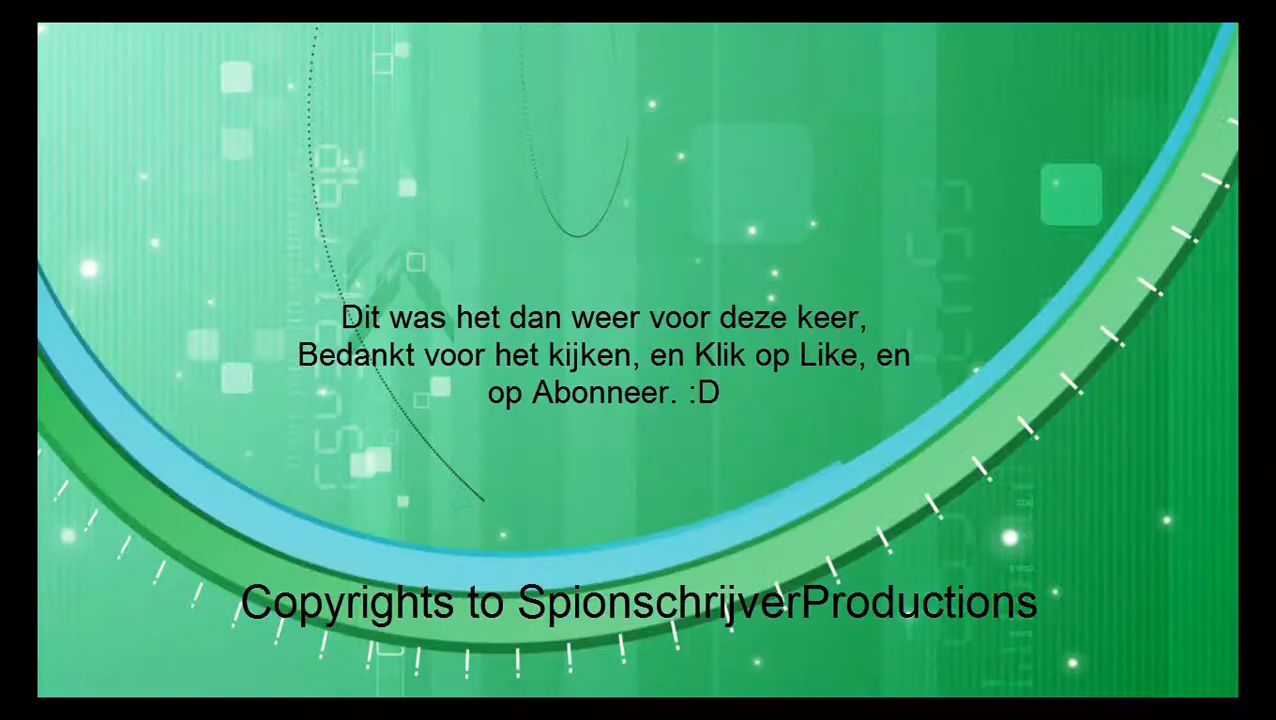 Dit was het dan weer voor deze keer,
Bedankt voor het kijken, en Klik op Like, en
op Abonneer. :D
Copyrights to SpionschrijverProductions